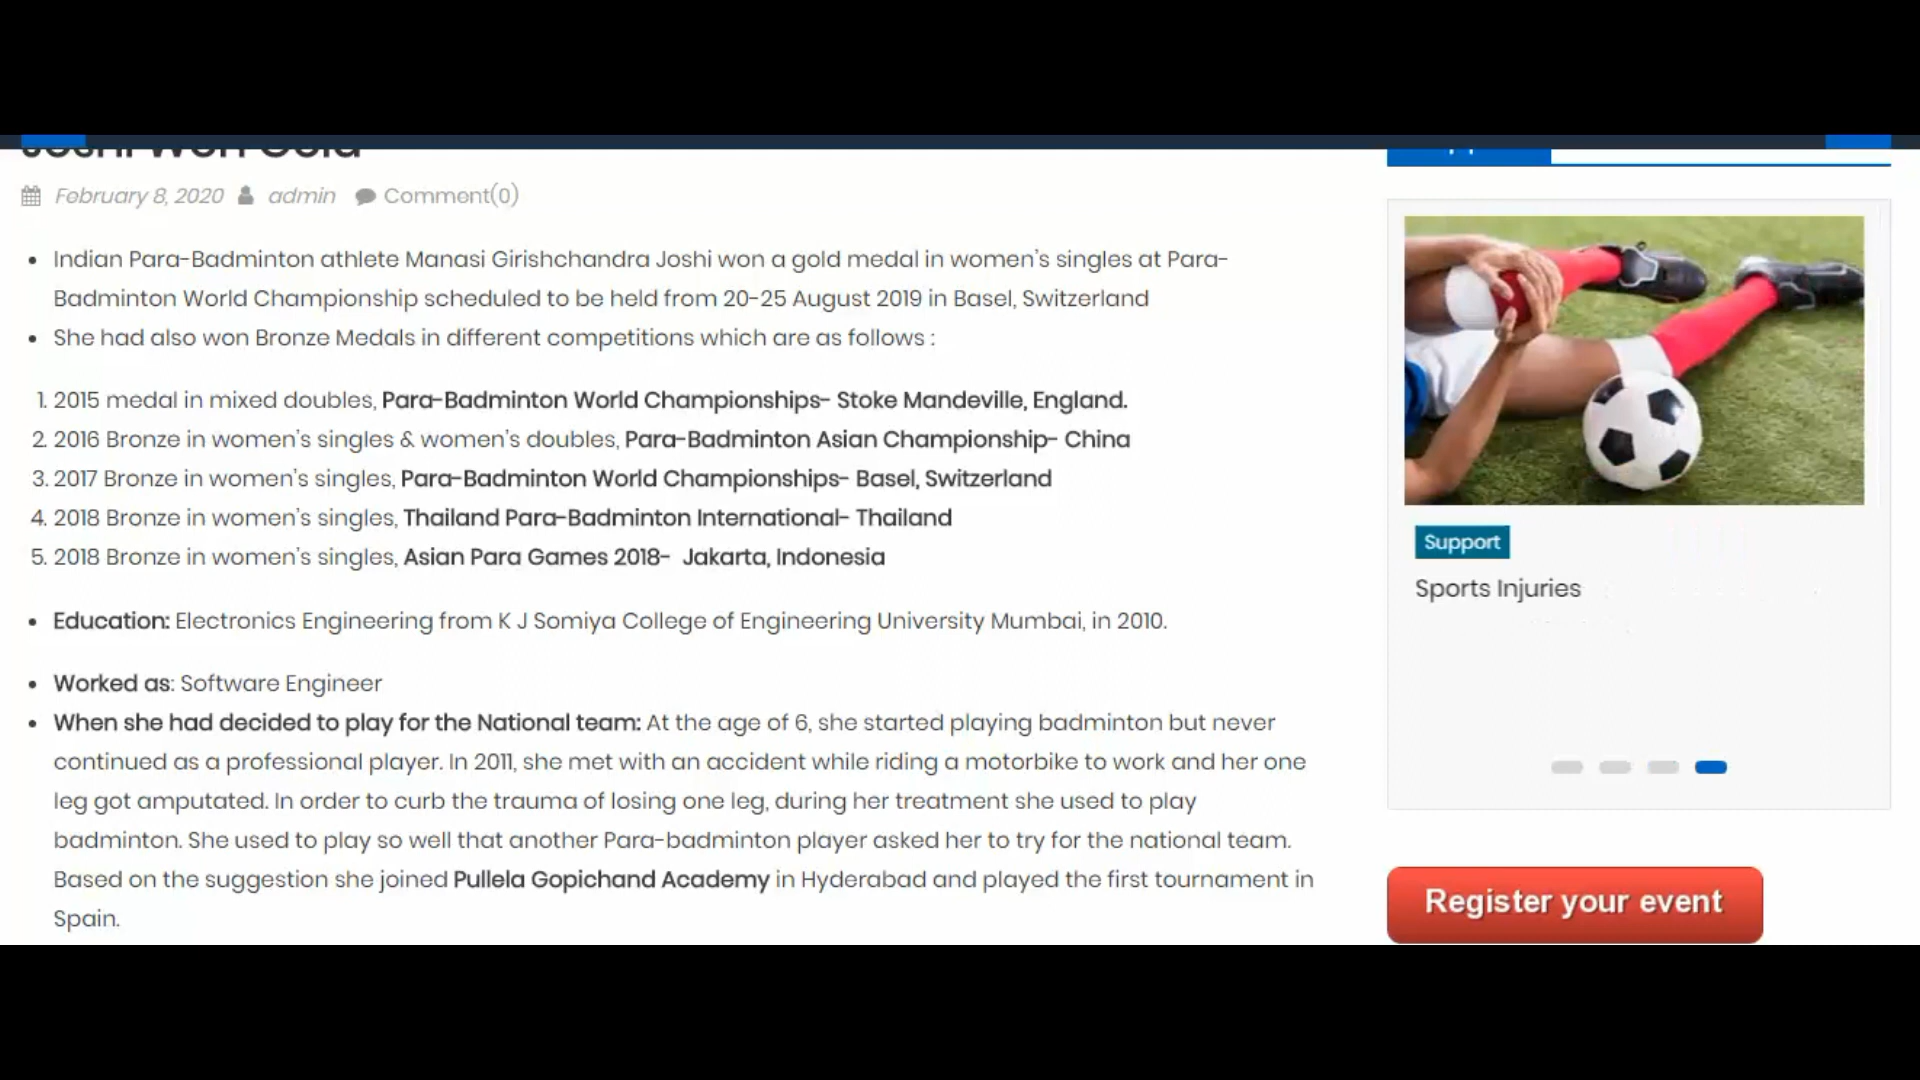 Joshi Won Gold
February 8, 2020 admin Comment(0)
• Indian Para-Badminton athlete Manasi Girishchandra Joshi won a gold medal in women's singles at Para-
Badminton World Championship scheduled to be held from 20-25 August 2019 in Basel, Switzerland
• She had also won Bronze Medals in different competitions which are as follows :
1. 2015 medal in mixed doubles, Para-Badminton World Championships- Stoke Mandeville, England.
2. 2016 Bronze in women's singles & women's doubles, Para-Badminton Asian Championship- China
3. 2017 Bronze in women's singles, Para-Badminton World Championships- Basel, Switzerland
4. 2018 Bronze in women's singles, Thailand Para-Badminton International- Thailand
5. 2018 Bronze in women's singles, Asian Para Games 2018- Jakarta, Indonesia
• Education: Electronics Engineering from K J Somiya College of Engineering University Mumbai, in 2010.
• Worked as: Software Engineer
• When she had decided to play for the National team: At the age of 6, she started playing badminton but never
continued as a professional player. In 2011, she met with an accident while riding a motorbike to work and her one
leg got amputated. In order to curb the trauma of losing one leg, during her treatment she used to play
badminton. She used to play so well that another Para-badminton player asked her to try for the national team.
Based on the suggestion she joined Pullela Gopichand Academy in Hyderabad and played the first tournament in
Spain.
Support
Sports Injuries
Register your event